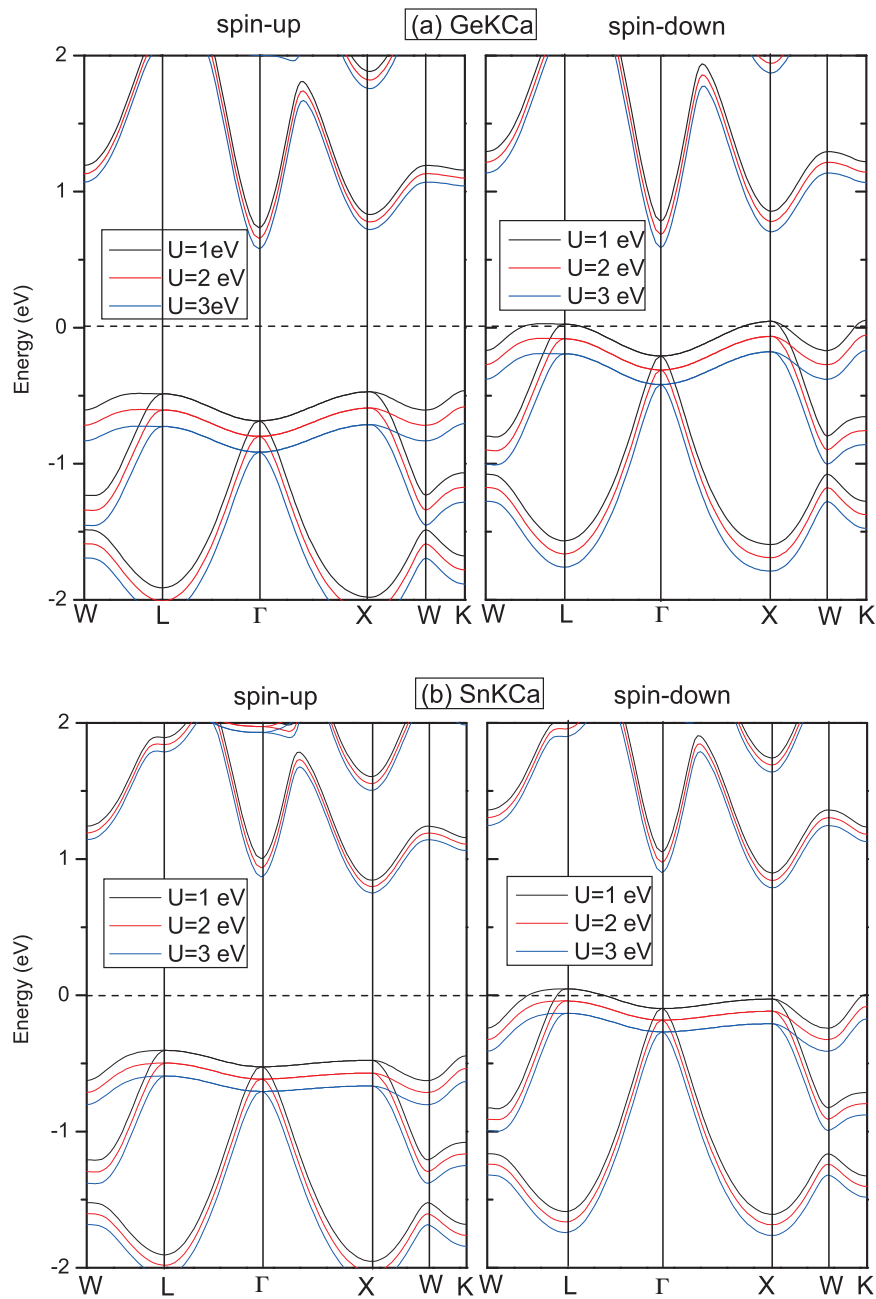 spin-up (a) GeKCa spin-down
2
1
0
-1
-2
Energy (eV)
U=1eV
U=2 eV
U=3eV
U=1 eV
U=2 eV
U=3 eV
W L Γ X W K
W L Γ X W K
spin-up (b) SnKCa spin-down
2
1
0
-1
-2
Energy (eV)
U=1 eV
U=2 eV
U=3 eV
U=1 eV
U=2 eV
U=3 eV
W L Γ X W K
W L Γ X W K